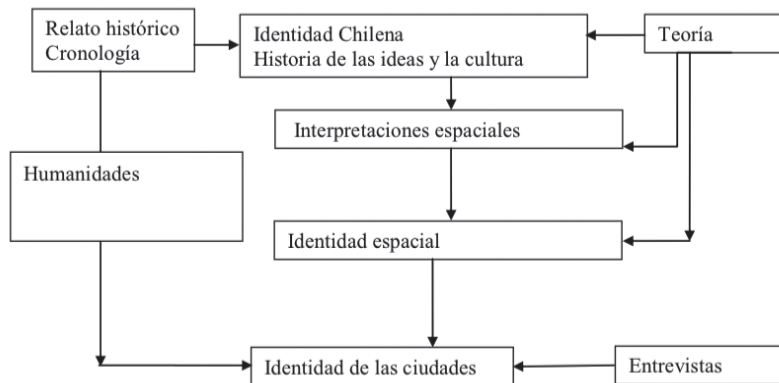 Relato histórico
Cronología
Identidad Chilena
Historia de las ideas y la cultura
Teoría
Interpretaciones espaciales
Humanidades
Identidad espacial
Identidad de las ciudades
Entrevistas